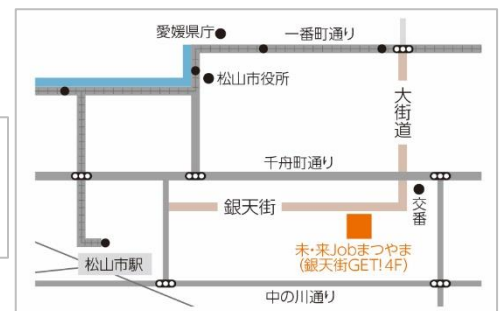 愛媛県庁
一番町通り
松山市役所
大街道
千舟町通り
銀天街
交番
未・来Jobまつやま
(銀天街GET!4F)
松山市駅
中の川通り